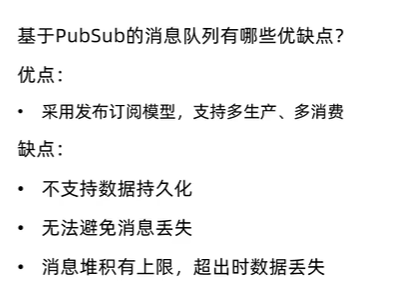 基于PubSub的消息队列有哪些优缺点?
优点:
• 采用发布订阅模型，支持多生产、多消费
缺点:
• 不支持数据持久化
• 无法避免消息丢失
• 消息堆积有上限，超出时数据丢失